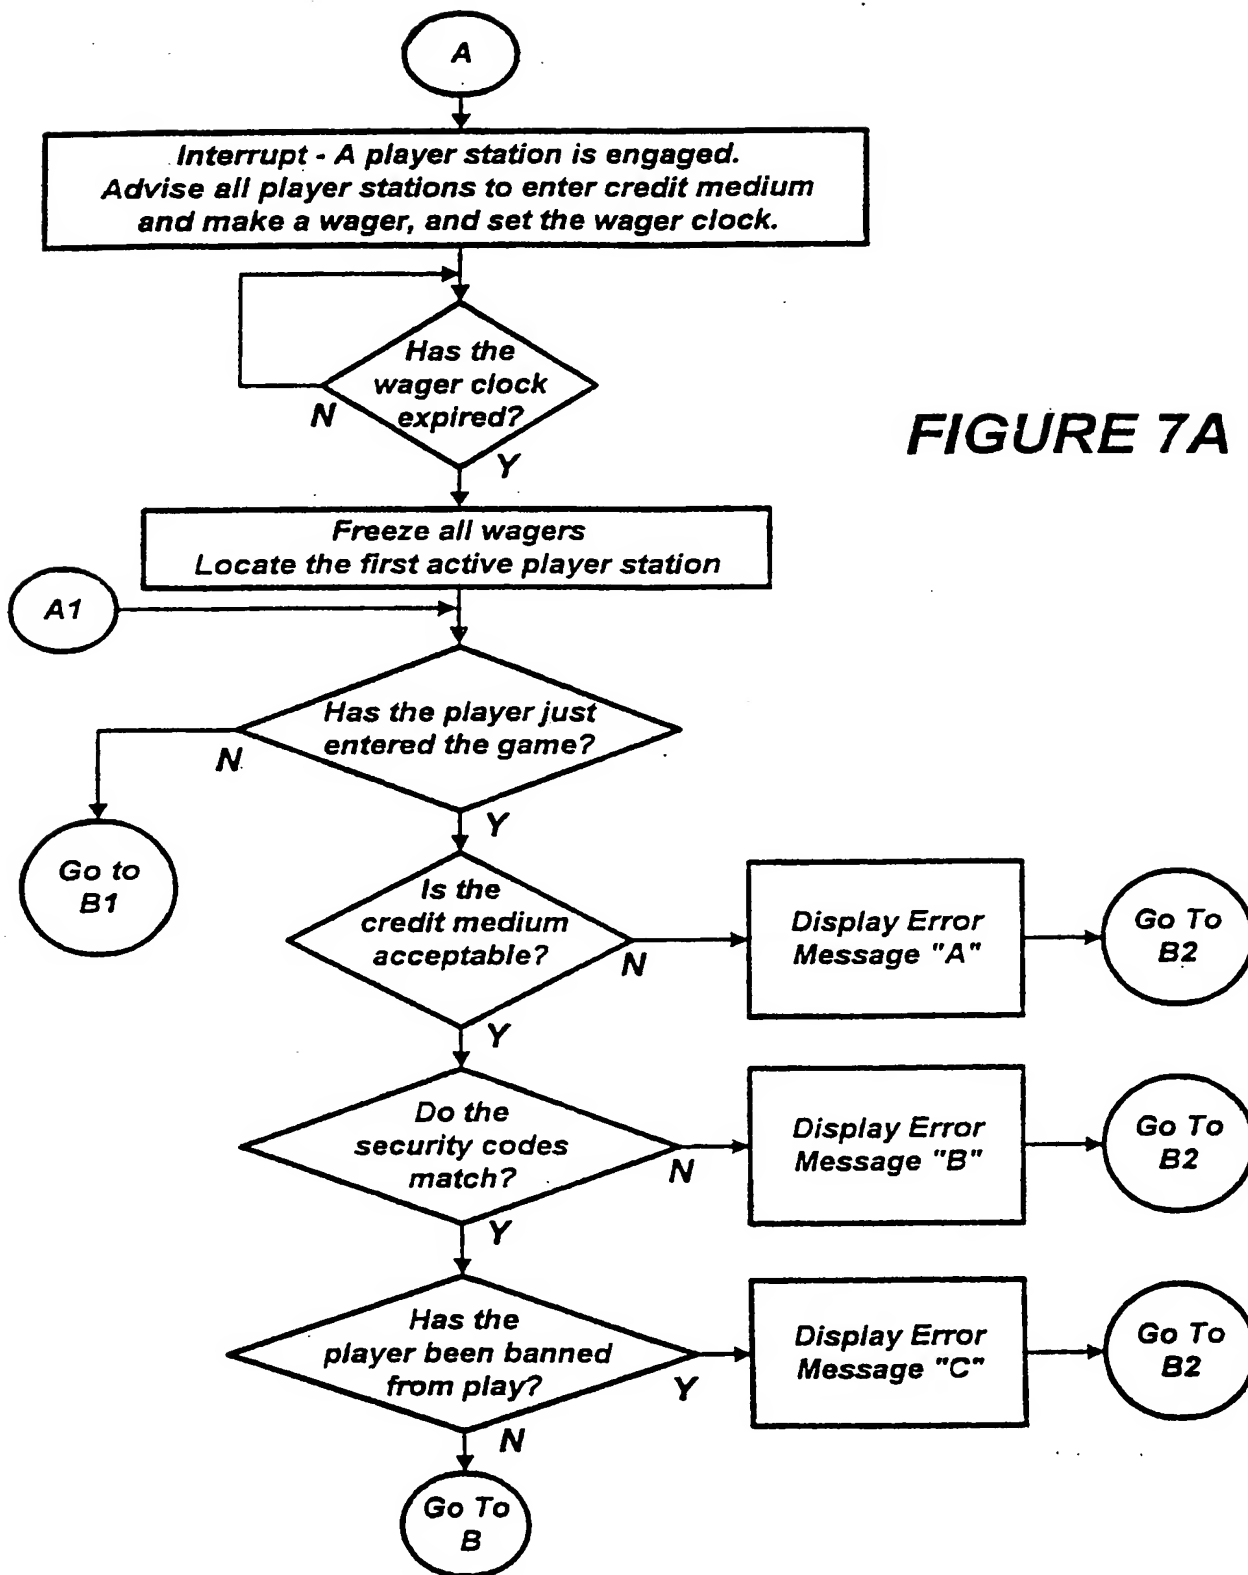 A
Interrupt - A player station is engaged.
Advise all player stations to enter credit medium
and make a wager, and set the wager clock.
Has the
wager clock
expired?
N
Y
FIGURE 7A
Freeze all wagers
Locate the first active player station
A1
Has the player just
entered the game?
N
Y
Go to
B1
Is the
credit medium
acceptable?
N
Y
Display Error
Message "A"
Go To
B2
Do the
security codes
match?
N
Y
Display Error
Message "B"
Go To
B2
Has the
player been banned
from play?
Y
N
Display Error
Message "C"
Go To
B2
Go To
B